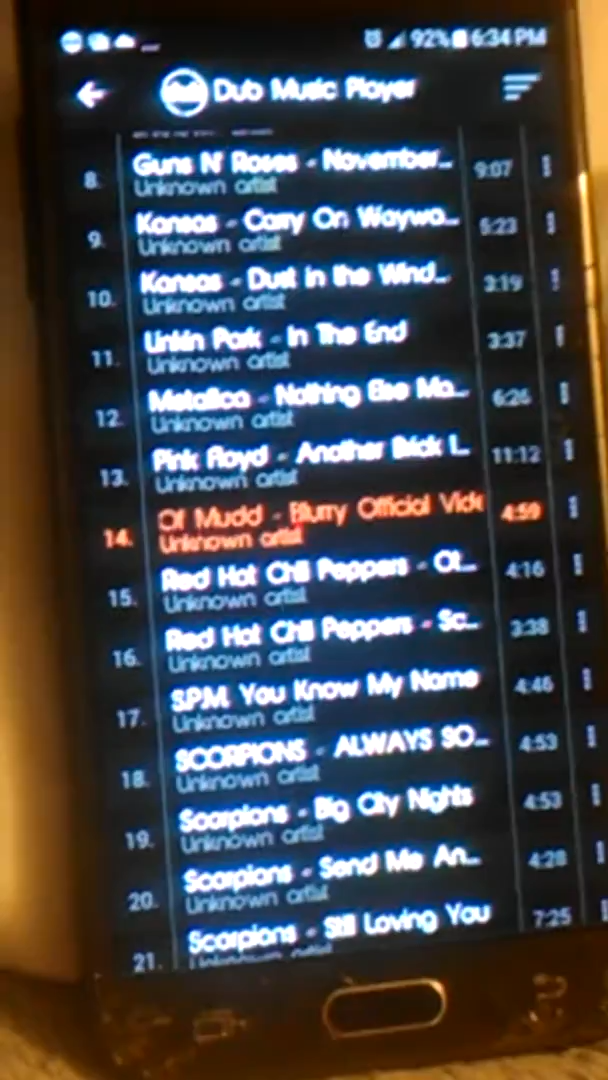 92% 6:34 PM
dub Dub Music Player
8. Guns N' Roses - November... 9:07
Unknown artist
9. Kansas - Carry On Waywa... 5:23
Unknown artist
10. Kansas - Dust in the Wind... 3:19
Unknown artist
11. Linkin Park - In The End 3:37
Unknown artist
12. Metallica - Nothing Else Ma... 6:26
Unknown artist
13. Pink Floyd - Another Brick I... 11:12
Unknown artist
14. Of Mudd - Blurry Official Vide 4:59
Unknown artist
15. Red Hot Chili Peppers - Ot... 4:16
Unknown artist
16. Red Hot Chili Peppers - Sc... 3:38
Unknown artist
17. S.P.M. You Know My Name 4:46
Unknown artist
18. SCORPIONS - ALWAYS SO... 4:53
Unknown artist
19. Scorpions - Big City Nights 4:53
Unknown artist
20. Scorpions - Send Me An... 4:28
Unknown artist
21. Scorpions - Still Loving You 7:25
Unknown artist